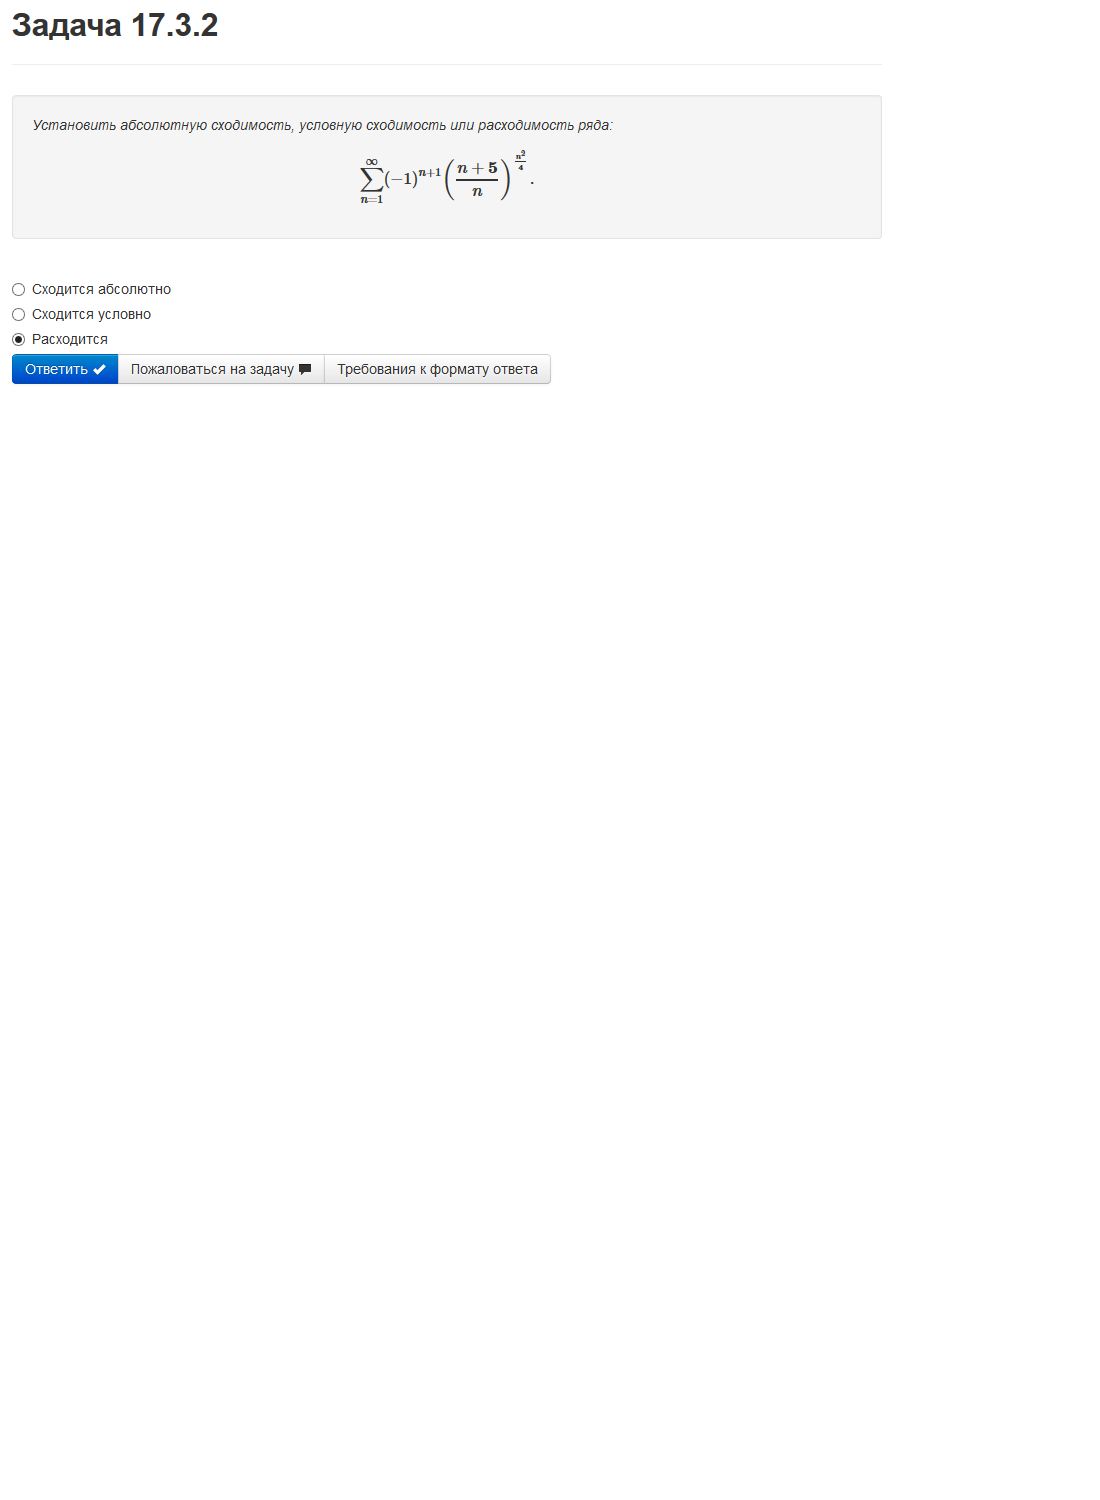 Задача 17.3.2
Установить абсолютную сходимость, условную сходимость или расходимость ряда:
$$\sum_{n=1}^{\infty}(-1)^{n+1}\left(\frac{n+5}{n}\right)^{\frac{n^2}{4}}.$$
Сходится абсолютно
Сходится условно
Расходится
Ответить Пожаловаться на задачу Требования к формату ответа